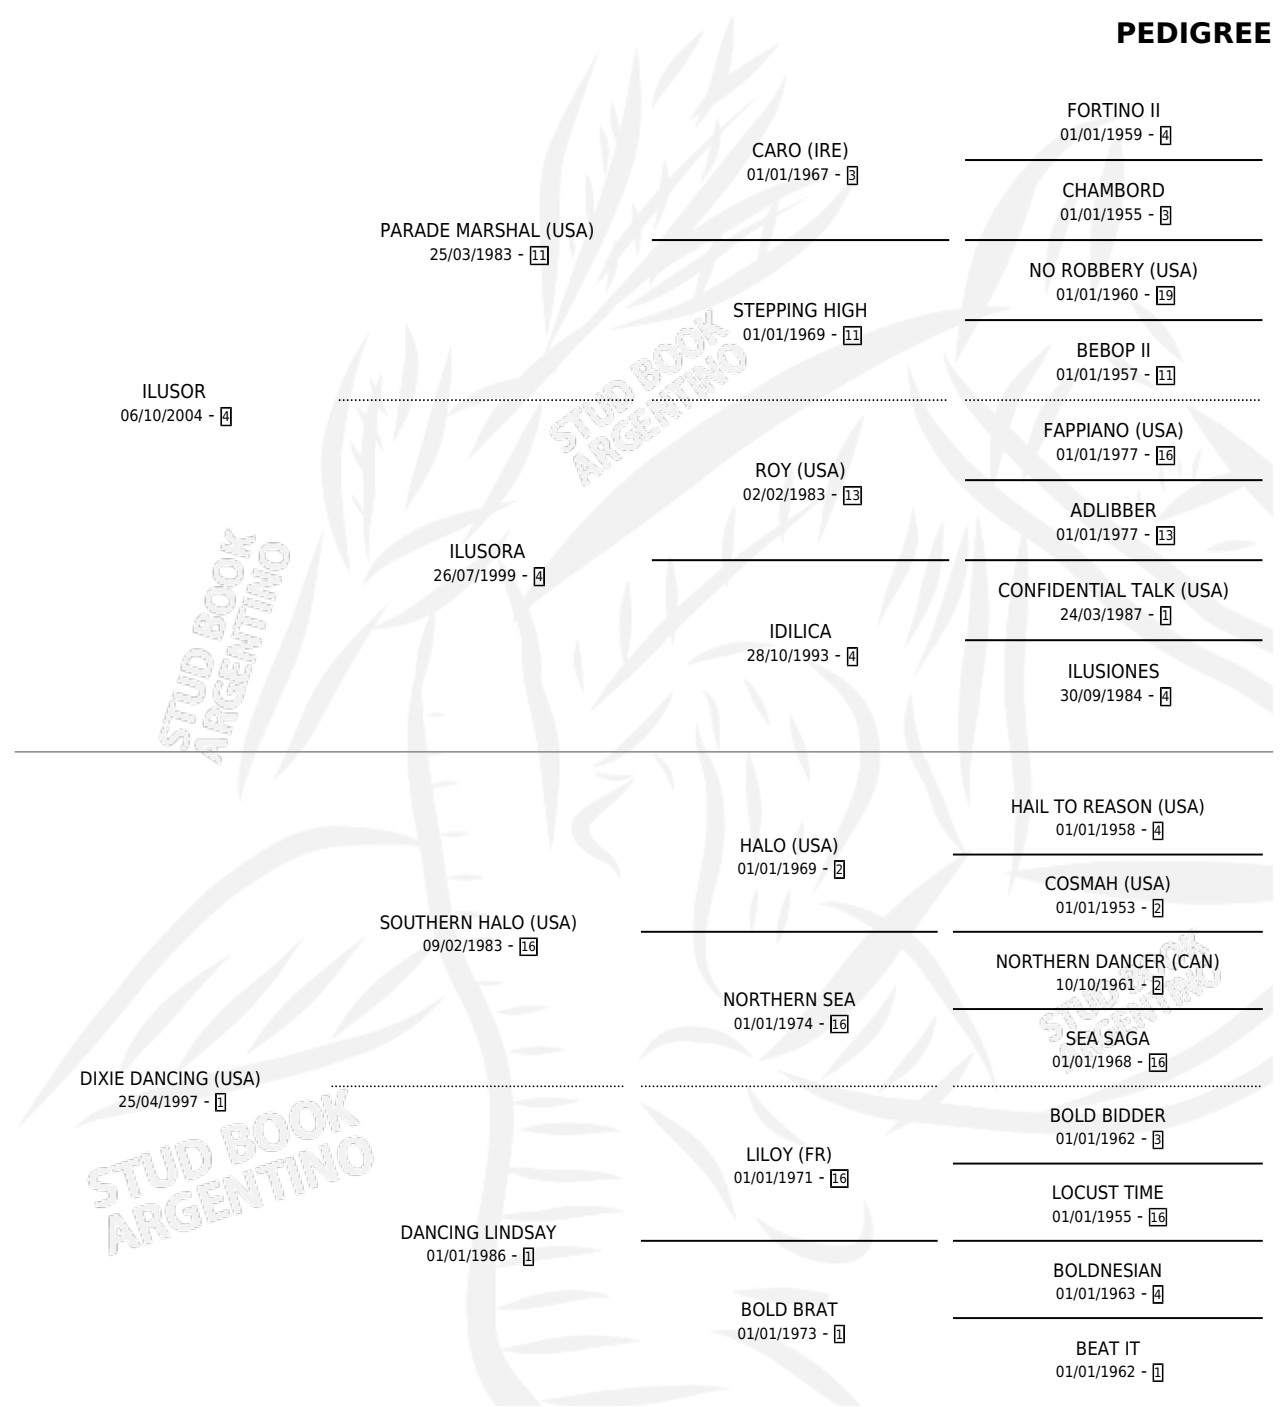 PEDIGREE
FORTINO II
01/01/1959 - 4
CARO (IRE)
01/01/1967 - 3
CHAMBORD
01/01/1955 - 3
PARADE MARSHAL (USA)
25/03/1983 - 11
NO ROBBERY (USA)
01/01/1960 - 19
STEPPING HIGH
01/01/1969 - 11
BEBOP II
01/01/1957 - 11
ILUSOR
06/10/2004 - 4
FAPPIANO (USA)
01/01/1977 - 16
ROY (USA)
02/02/1983 - 13
ADLIBBER
01/01/1977 - 13
ILUSORA
26/07/1999 - 4
CONFIDENTIAL TALK (USA)
24/03/1987 - 1
IDILICA
28/10/1993 - 4
ILUSIONES
30/09/1984 - 4
HAIL TO REASON (USA)
01/01/1958 - 4
HALO (USA)
01/01/1969 - 2
COSMAH (USA)
01/01/1953 - 2
SOUTHERN HALO (USA)
09/02/1983 - 16
NORTHERN DANCER (CAN)
10/10/1961 - 2
NORTHERN SEA
01/01/1974 - 16
SEA SAGA
01/01/1968 - 16
DIXIE DANCING (USA)
25/04/1997 - 1
BOLD BIDDER
01/01/1962 - 3
LILOY (FR)
01/01/1971 - 16
LOCUST TIME
01/01/1955 - 16
DANCING LINDSAY
01/01/1986 - 1
BOLDNESIAN
01/01/1963 - 4
BOLD BRAT
01/01/1973 - 1
BEAT IT
01/01/1962 - 1
STUD BOOK
ARGENTINO
STUD BOOK
ARGENTINO
STUD BOOK
ARGENTINO
STUD BOOK
ARGENTINO